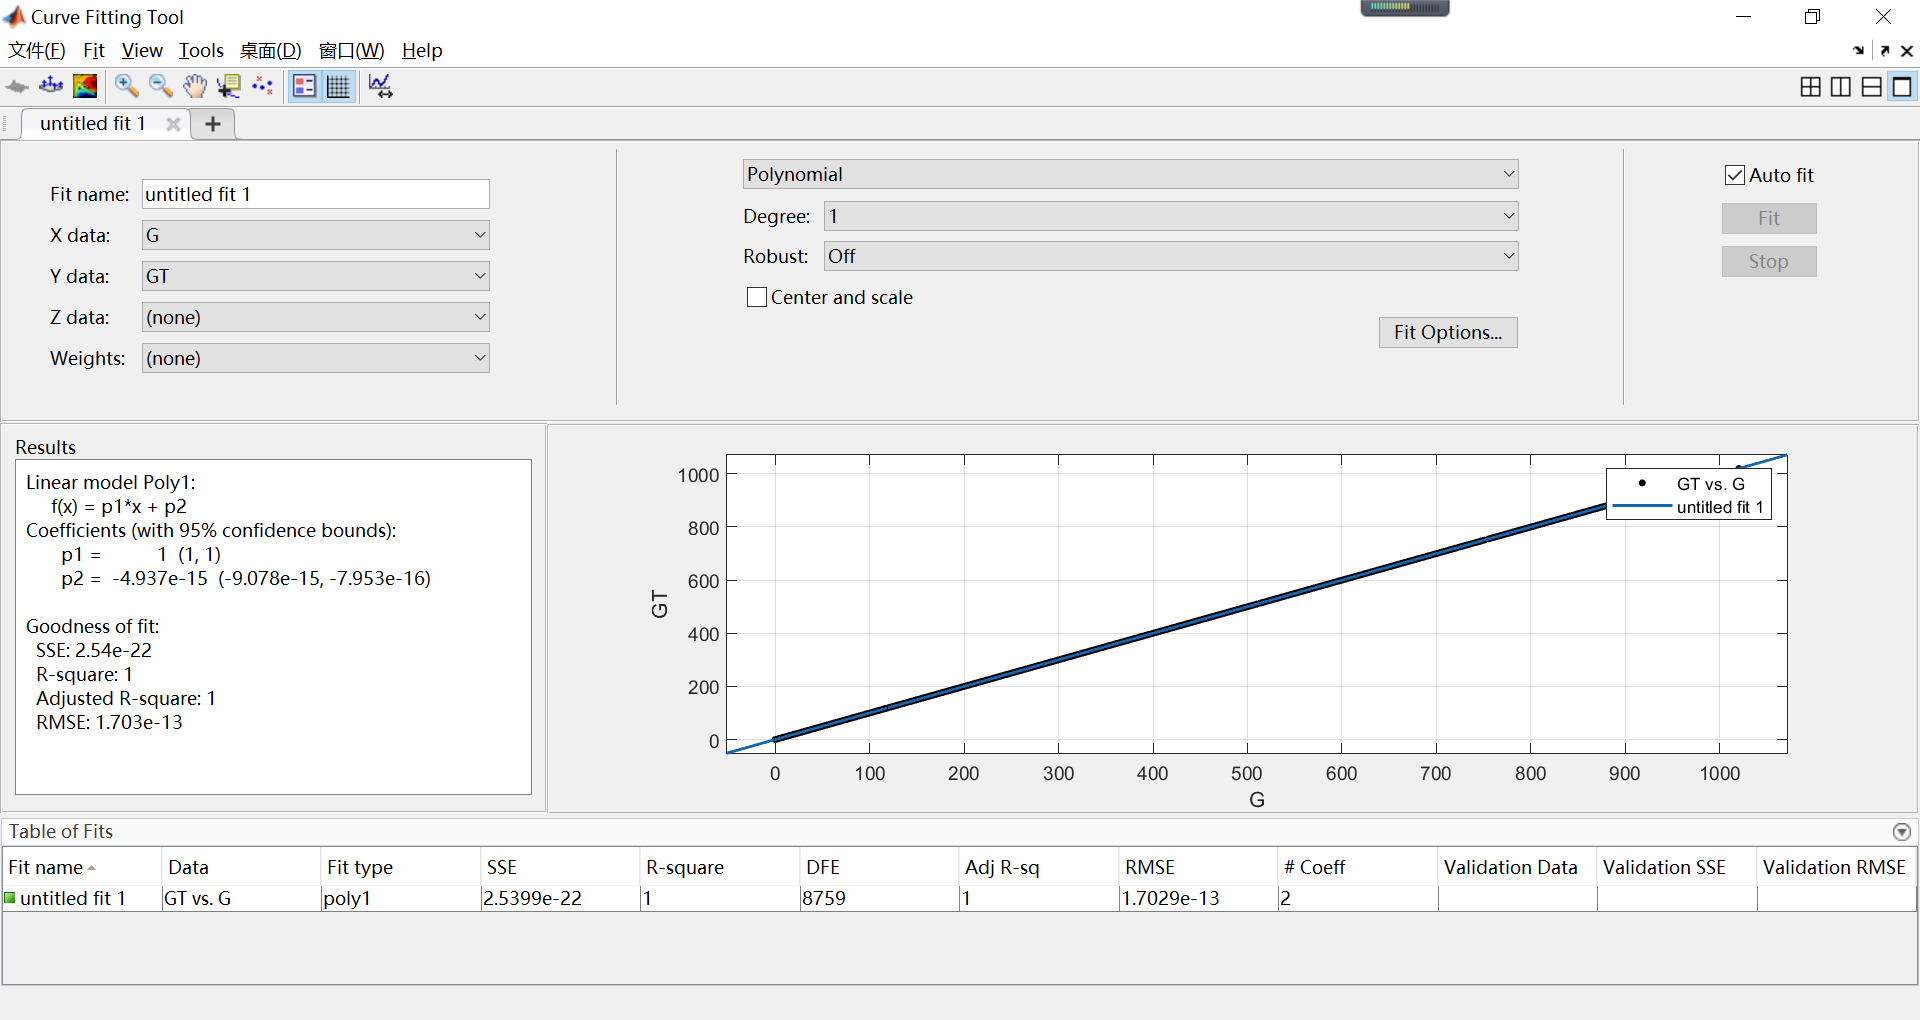 Curve Fitting Tool
文件(F) Fit View Tools 桌面(D) 窗口(W) Help
untitled fit 1
Fit name: untitled fit 1
X data: G
Y data: GT
Z data: (none)
Weights: (none)
Polynomial
Degree: 1
Robust: Off
Center and scale
Fit Options...
Auto fit
Fit
Stop
Results
Linear model Poly1:
f(x) = p1*x + p2
Coefficients (with 95% confidence bounds):
p1 = 1 (1, 1)
p2 = -4.937e-15 (-9.078e-15, -7.953e-16)
Goodness of fit:
SSE: 2.54e-22
R-square: 1
Adjusted R-square: 1
RMSE: 1.703e-13
1000
800
600
400
200
0
GT
GT vs. G
untitled fit 1
0 100 200 300 400 500 600 700 800 900 1000
G
Table of Fits
Fit name Data Fit type SSE R-square DFE Adj R-sq RMSE # Coeff Validation Data Validation SSE Validation RMSE
untitled fit 1 GT vs. G poly1 2.5399e-22 1 8759 1 1.7029e-13 2